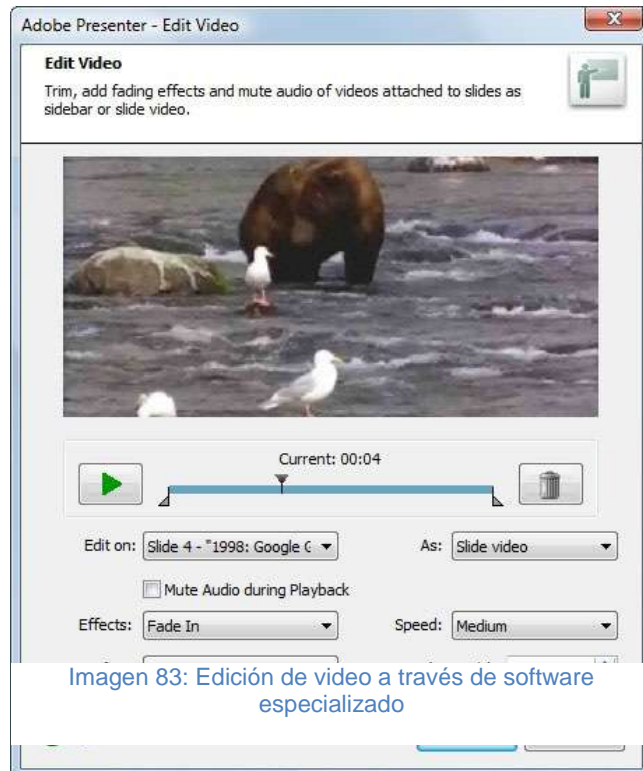 Adobe Presenter - Edit Video
Edit Video
Trim, add fading effects and mute audio of videos attached to slides as
sidebar or slide video.
Current: 00:04
Edit on: Slide 4 - "1998: Google G As: Slide video
Mute Audio during Playback
Effects: Fade In Speed: Medium
Imagen 83: Edición de video a través de software
especializado